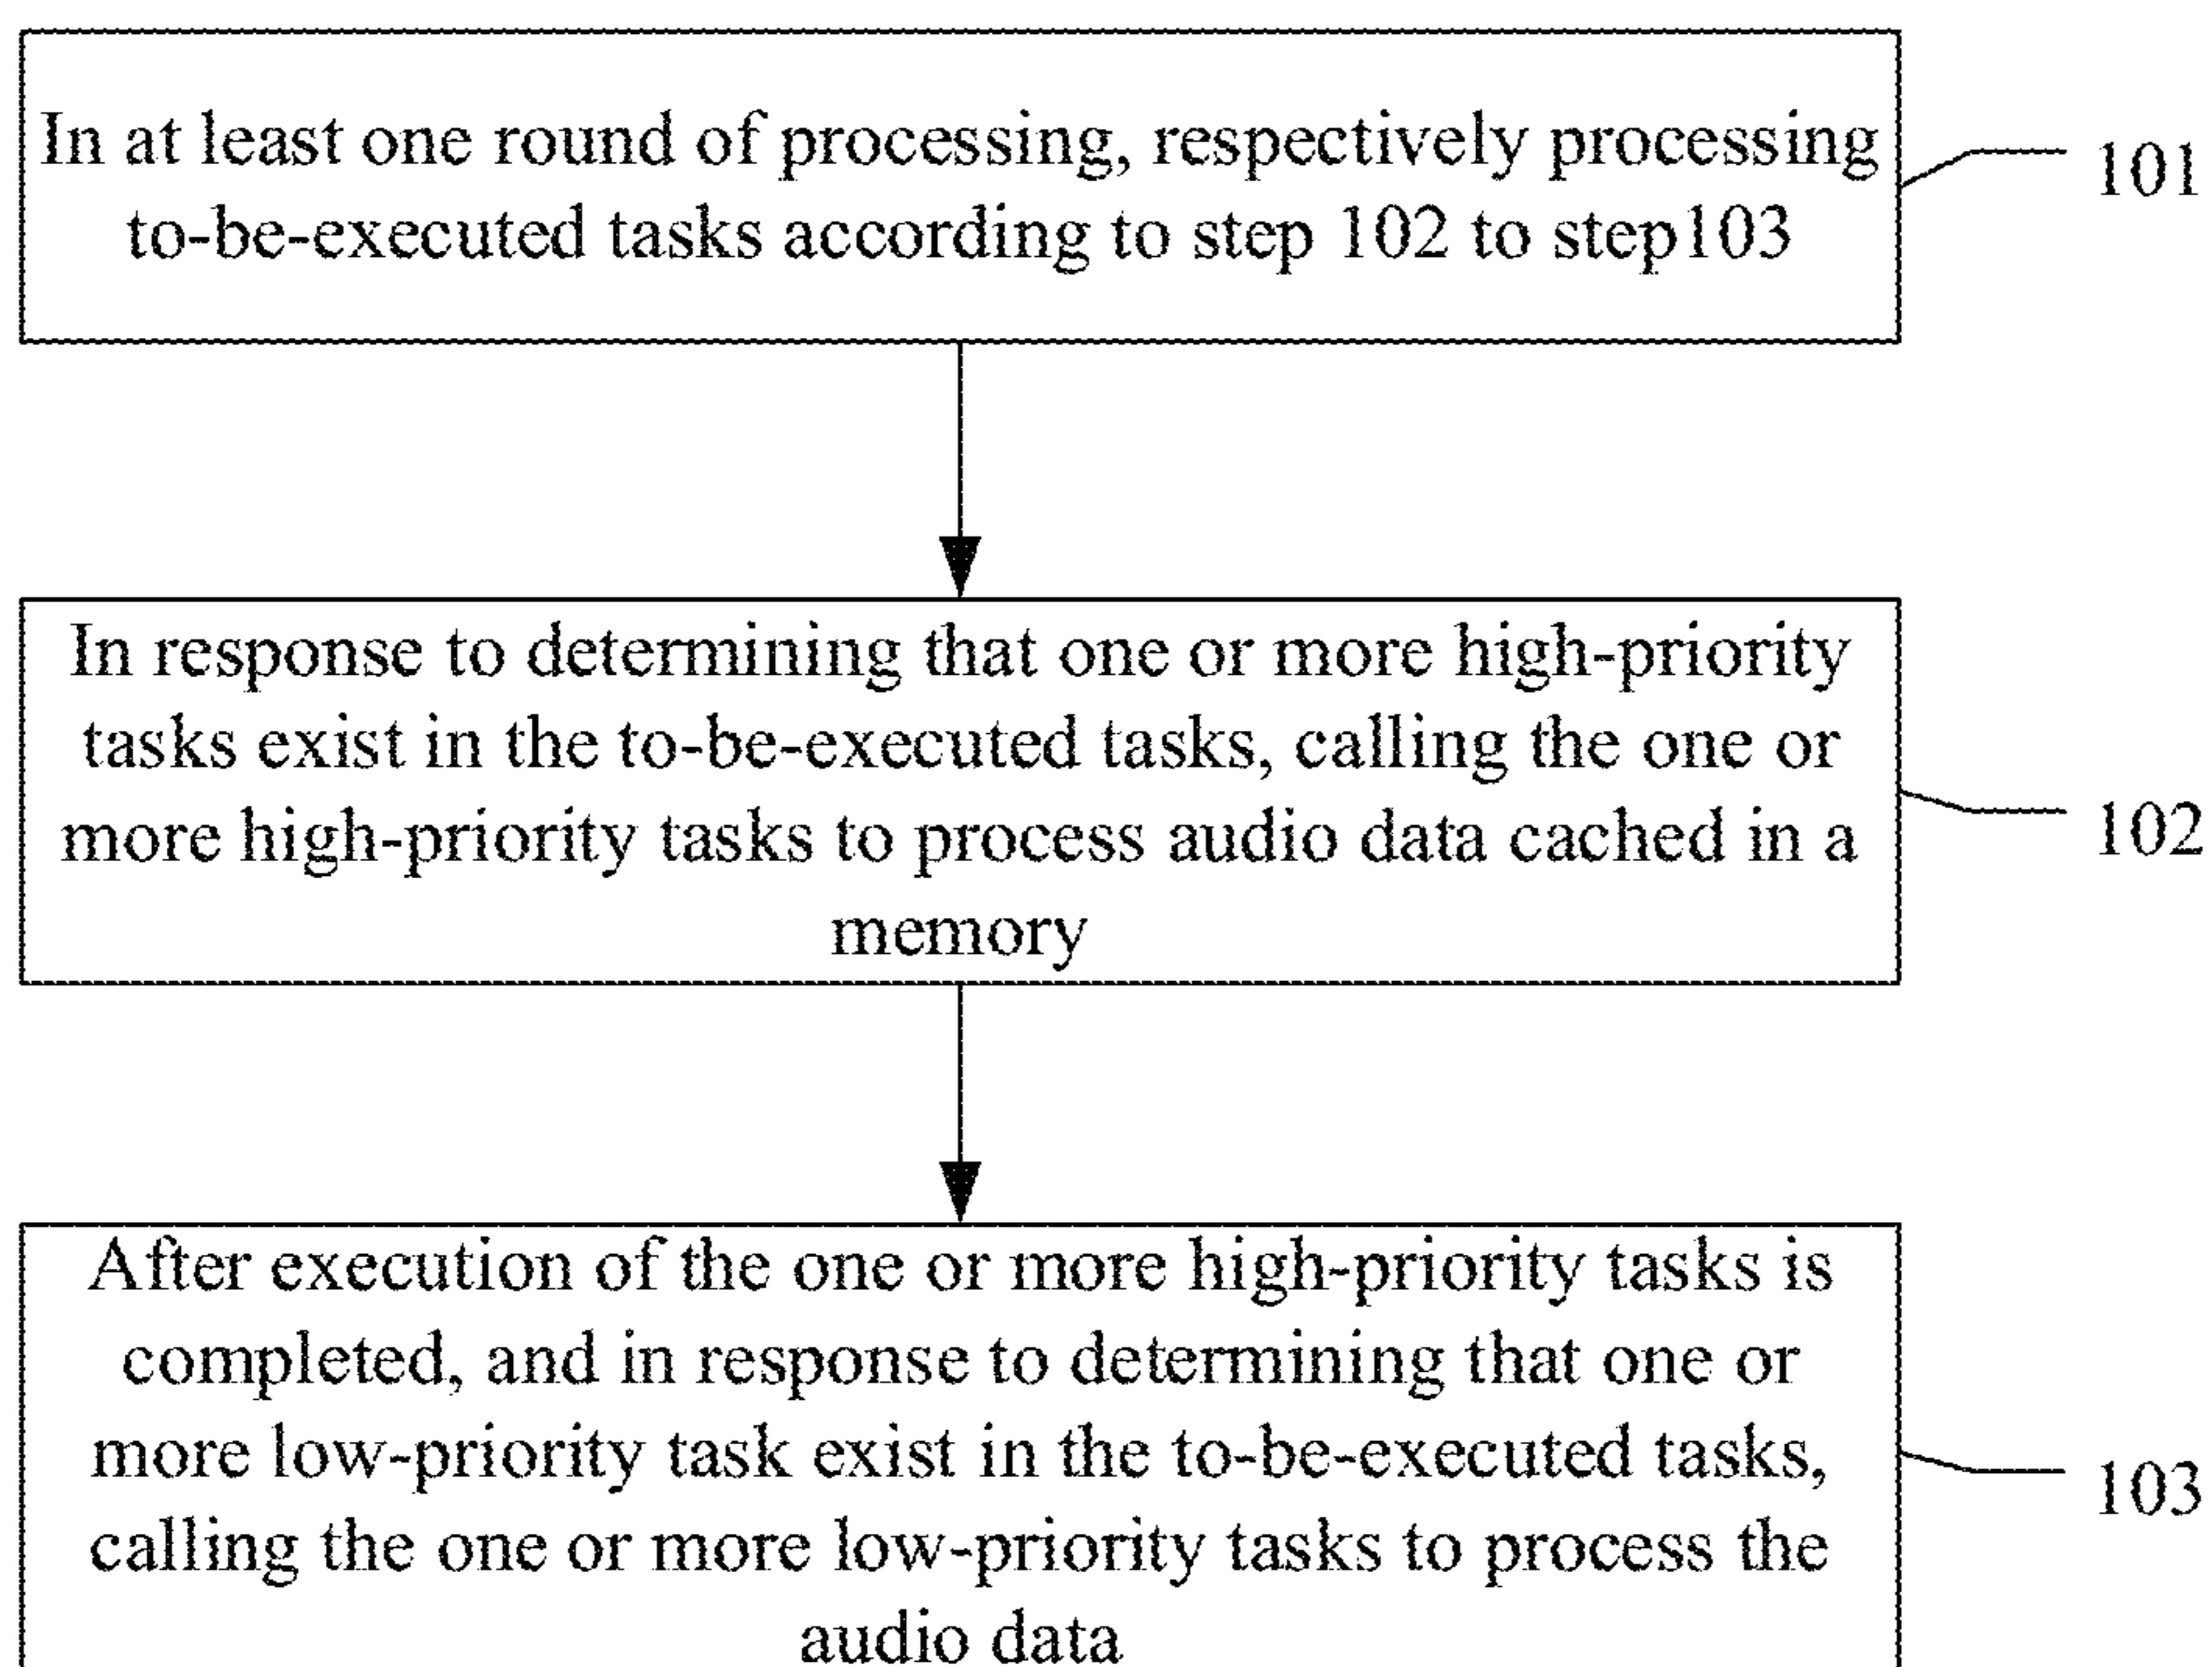 In at least one round of processing, respectively processing
to-be-executed tasks according to step 102 to step103
101
In response to determining that one or more high-priority
tasks exist in the to-be-executed tasks, calling the one or
more high-priority tasks to process audio data cached in a
memory
102
After execution of the one or more high-priority tasks is
completed, and in response to determining that one or
more low-priority task exist in the to-be-executed tasks,
calling the one or more low-priority tasks to process the
audio data
103